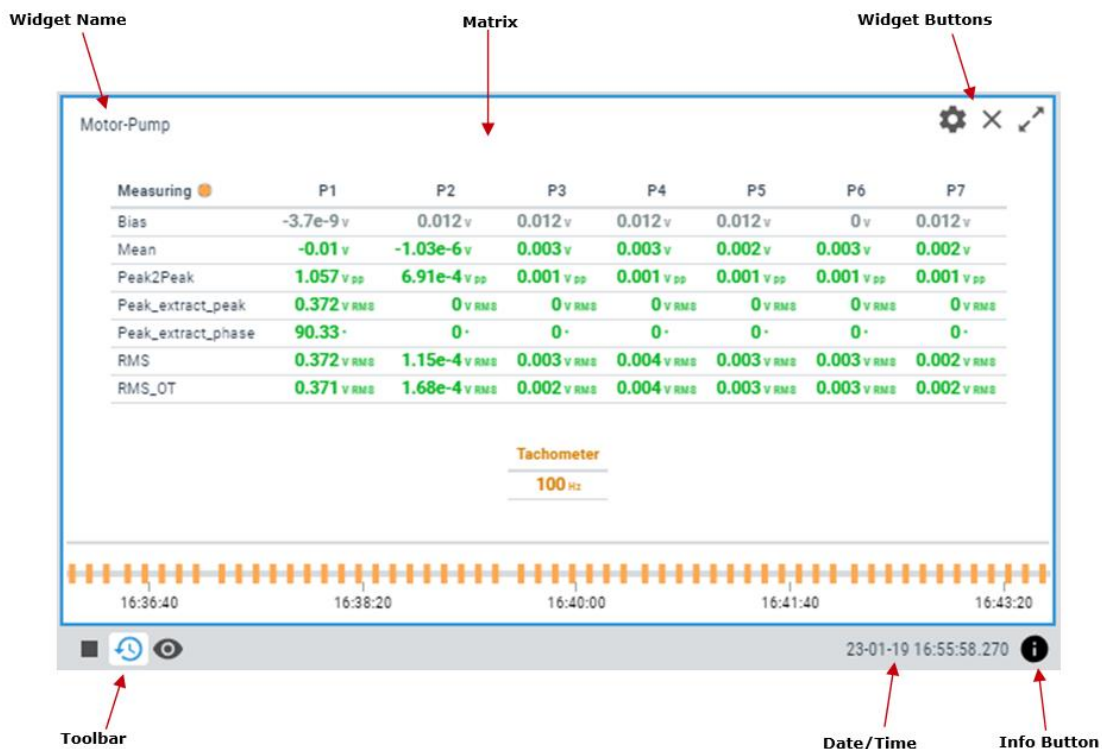 Widget Name Matrix Widget Buttons
Motor-Pump
Measuring P1 P2 P3 P4 P5 P6 P7
Bias -3.7e-9 V 0.012 V 0.012 V 0.012 V 0.012 V 0 V 0.012 V
Mean -0.01 V -1.03e-6 V 0.003 V 0.003 V 0.002 V 0.003 V 0.002 V
Peak2Peak 1.057 V pp 6.91e-4 V pp 0.001 V pp 0.001 V pp 0.001 V pp 0.001 V pp 0.001 V pp
Peak_extract_peak 0.372 V RMS 0 V RMS 0 V RMS 0 V RMS 0 V RMS 0 V RMS 0 V RMS
Peak_extract_phase 90.33 ° 0 ° 0 ° 0 ° 0 ° 0 ° 0 °
RMS 0.372 V RMS 1.15e-4 V RMS 0.003 V RMS 0.004 V RMS 0.003 V RMS 0.003 V RMS 0.002 V RMS
RMS_OT 0.371 V RMS 1.68e-4 V RMS 0.002 V RMS 0.004 V RMS 0.003 V RMS 0.003 V RMS 0.002 V RMS
Tachometer
100 Hz
16:36:40 16:38:20 16:40:00 16:41:40 16:43:20
23-01-19 16:55:58.270
Toolbar Date/Time Info Button